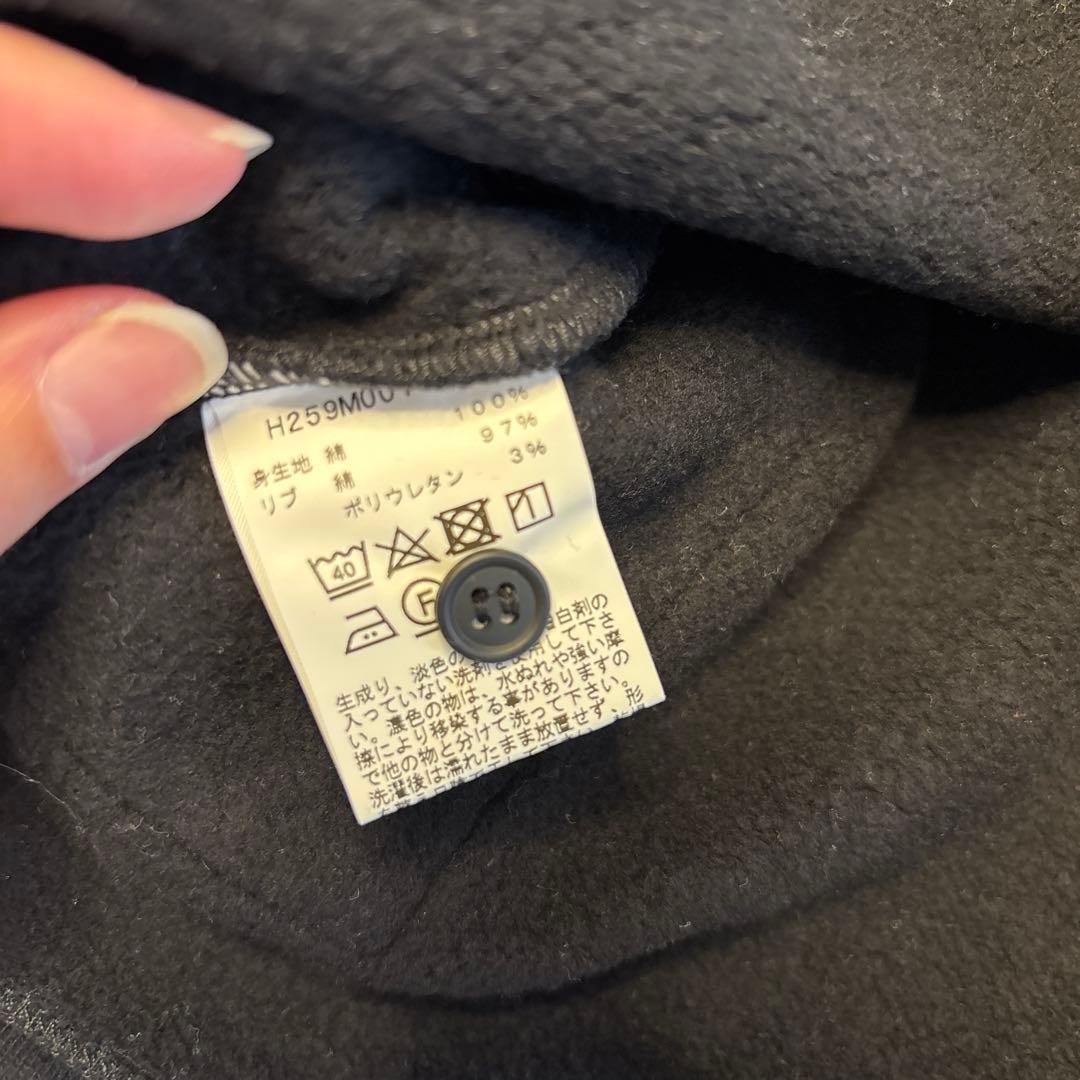 H259M00
身生地 綿 100%
リブ 綿 97%
ポリウレタン 3%
40
F
生成り、淡色の 白剤の
入っていない洗剤を使用して下さ
い。濃色の物は、水ぬれや強い摩
擦により移染する事がありますの
で他の物と分けて洗って下さい。
洗濯後は濡れたまま放置せず、形